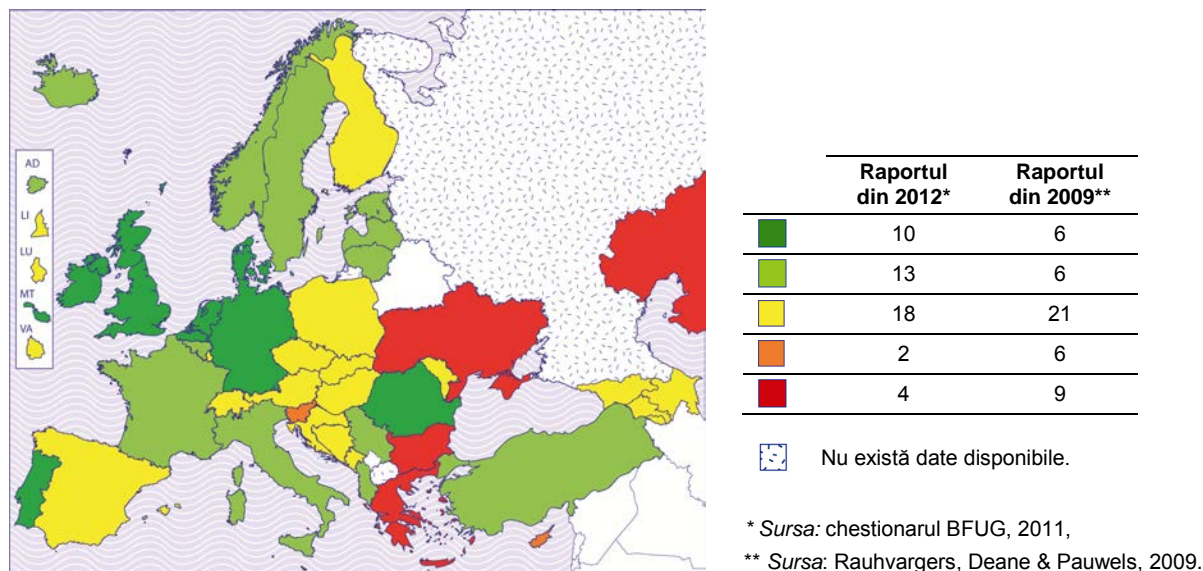 AD
LI
LU
MT
VA
Raportul din 2012* Raportul din 2009**
10 6
13 6
18 21
2 6
4 9
Nu există date disponibile.
* Sursa: chestionarul BFUG, 2011,
** Sursa: Rauhvargers, Deane & Pauwels, 2009.